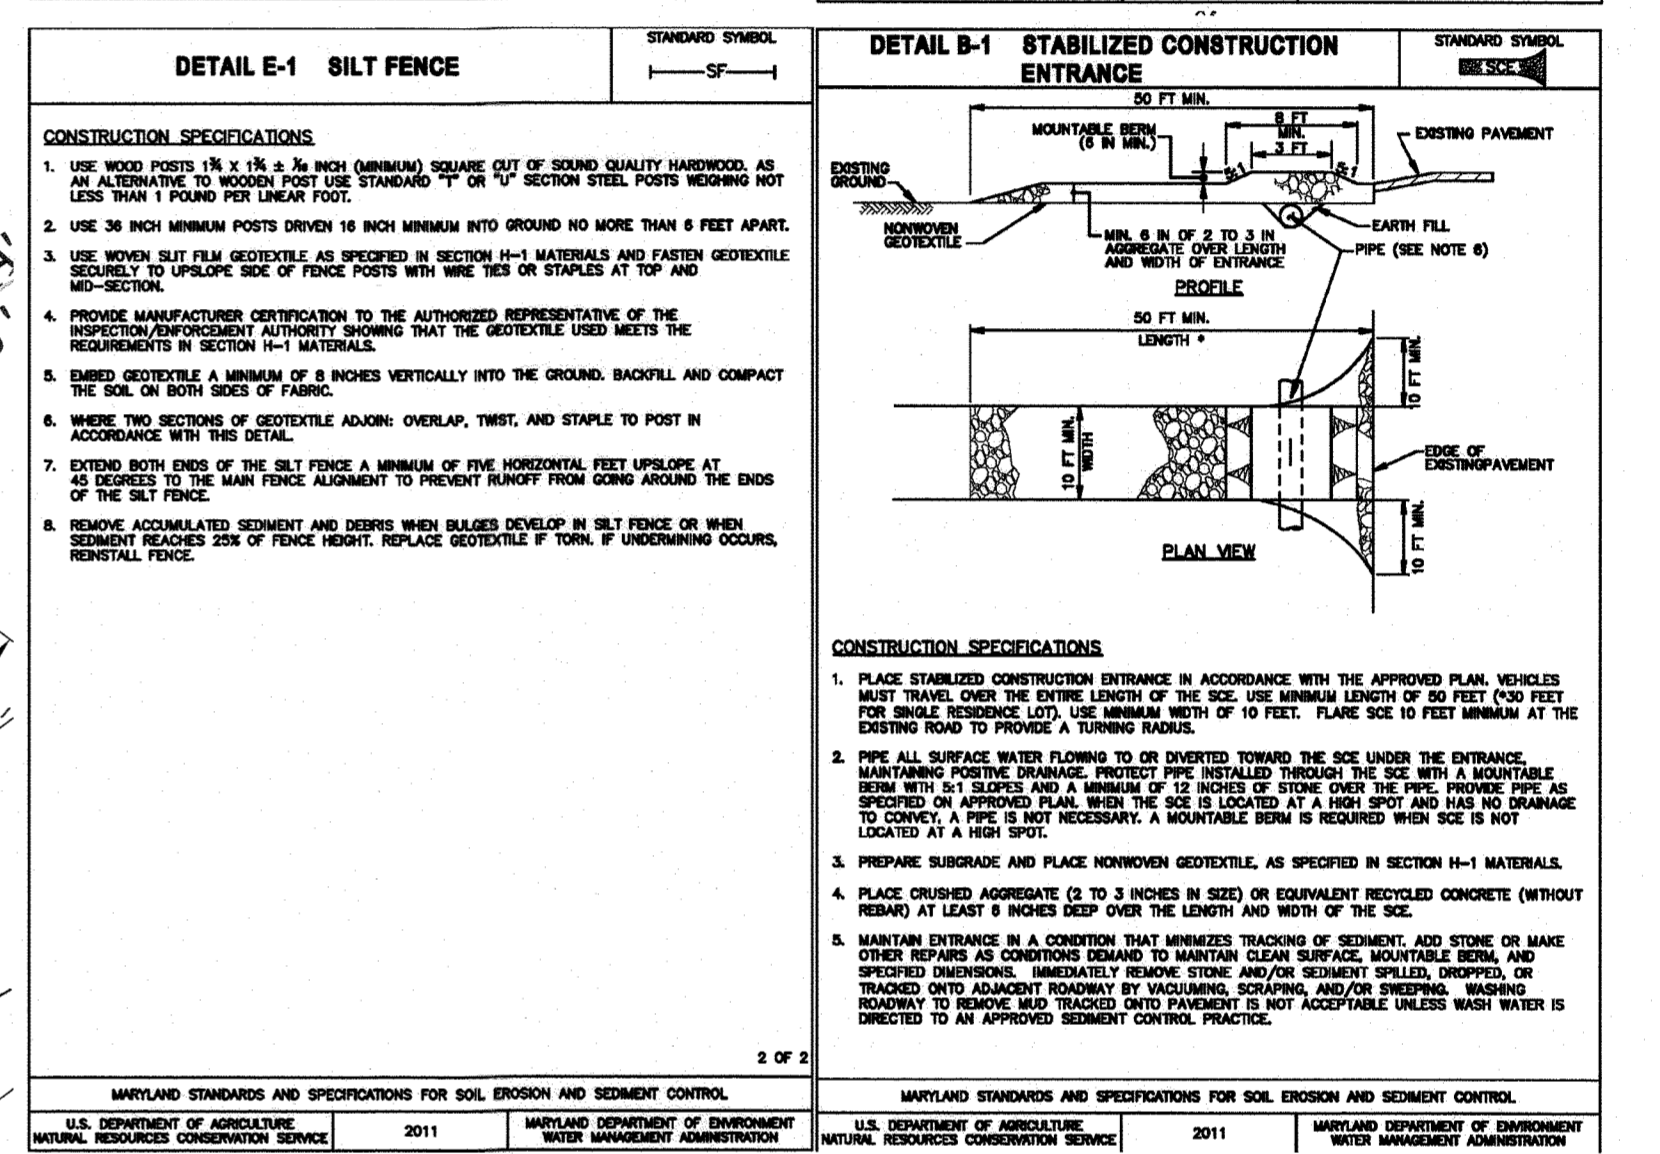 DETAIL E-1 SILT FENCE
STANDARD SYMBOL
SF
CONSTRUCTION SPECIFICATIONS
1. USE WOOD POSTS 1¾ X 1¾ ± 1/16 INCH (MINIMUM) SQUARE CUT OF SOUND QUALITY HARDWOOD. AS
AN ALTERNATIVE TO WOODEN POST USE STANDARD "T" OR "U" SECTION STEEL POSTS WEIGHING NOT
LESS THAN 1 POUND PER LINEAR FOOT.
2. USE 36 INCH MINIMUM POSTS DRIVEN 16 INCH MINIMUM INTO GROUND NO MORE THAN 6 FEET APART.
3. USE WOVEN SLIT FILM GEOTEXTILE AS SPECIFIED IN SECTION H-1 MATERIALS AND FASTEN GEOTEXTILE
SECURELY TO UPSLOPE SIDE OF FENCE POSTS WITH WIRE TIES OR STAPLES AT TOP AND
MID-SECTION.
4. PROVIDE MANUFACTURER CERTIFICATION TO THE AUTHORIZED REPRESENTATIVE OF THE
INSPECTION/ENFORCEMENT AUTHORITY SHOWING THAT THE GEOTEXTILE USED MEETS THE
REQUIREMENTS IN SECTION H-1 MATERIALS.
5. EMBED GEOTEXTILE A MINIMUM OF 8 INCHES VERTICALLY INTO THE GROUND. BACKFILL AND COMPACT
THE SOIL ON BOTH SIDES OF FABRIC.
6. WHERE TWO SECTIONS OF GEOTEXTILE ADJOIN: OVERLAP, TWIST, AND STAPLE TO POST IN
ACCORDANCE WITH THIS DETAIL.
7. EXTEND BOTH ENDS OF THE SILT FENCE A MINIMUM OF FIVE HORIZONTAL FEET UPSLOPE AT
45 DEGREES TO THE MAIN FENCE ALIGNMENT TO PREVENT RUNOFF FROM GOING AROUND THE ENDS
OF THE SILT FENCE.
8. REMOVE ACCUMULATED SEDIMENT AND DEBRIS WHEN BULGES DEVELOP IN SILT FENCE OR WHEN
SEDIMENT REACHES 25% OF FENCE HEIGHT. REPLACE GEOTEXTILE IF TORN. IF UNDERMINING OCCURS,
REINSTALL FENCE.
2 OF 2
MARYLAND STANDARDS AND SPECIFICATIONS FOR SOIL EROSION AND SEDIMENT CONTROL
U.S. DEPARTMENT OF AGRICULTURE
NATURAL RESOURCES CONSERVATION SERVICE
2011
MARYLAND DEPARTMENT OF ENVIRONMENT
WATER MANAGEMENT ADMINISTRATION
DETAIL B-1 STABILIZED CONSTRUCTION
ENTRANCE
STANDARD SYMBOL
SCE
50 FT MIN.
MOUNTABLE BERM
(6 IN MIN.)
8 FT
MIN.
3 FT
5:1
5:1
EXISTING PAVEMENT
EXISTING
GROUND
NONWOVEN
GEOTEXTILE
MIN. 6 IN OF 2 TO 3 IN
AGGREGATE OVER LENGTH
AND WIDTH OF ENTRANCE
EARTH FILL
PIPE (SEE NOTE 6)
PROFILE
50 FT MIN.
LENGTH *
10 FT MIN.
10 FT MIN.
WIDTH
EDGE OF
EXISTINGPAVEMENT
10 FT MIN.
PLAN VIEW
CONSTRUCTION SPECIFICATIONS
1. PLACE STABILIZED CONSTRUCTION ENTRANCE IN ACCORDANCE WITH THE APPROVED PLAN. VEHICLES
MUST TRAVEL OVER THE ENTIRE LENGTH OF THE SCE. USE MINIMUM LENGTH OF 50 FEET (*30 FEET
FOR SINGLE RESIDENCE LOT). USE MINIMUM WIDTH OF 10 FEET. FLARE SCE 10 FEET MINIMUM AT THE
EXISTING ROAD TO PROVIDE A TURNING RADIUS.
2. PIPE ALL SURFACE WATER FLOWING TO OR DIVERTED TOWARD THE SCE UNDER THE ENTRANCE,
MAINTAINING POSITIVE DRAINAGE. PROTECT PIPE INSTALLED THROUGH THE SCE WITH A MOUNTABLE
BERM WITH 5:1 SLOPES AND A MINIMUM OF 12 INCHES OF STONE OVER THE PIPE. PROVIDE PIPE AS
SPECIFIED ON APPROVED PLAN. WHEN THE SCE IS LOCATED AT A HIGH SPOT AND HAS NO DRAINAGE
TO CONVEY, A PIPE IS NOT NECESSARY. A MOUNTABLE BERM IS REQUIRED WHEN SCE IS NOT
LOCATED AT A HIGH SPOT.
3. PREPARE SUBGRADE AND PLACE NONWOVEN GEOTEXTILE, AS SPECIFIED IN SECTION H-1 MATERIALS.
4. PLACE CRUSHED AGGREGATE (2 TO 3 INCHES IN SIZE) OR EQUIVALENT RECYCLED CONCRETE (WITHOUT
REBAR) AT LEAST 6 INCHES DEEP OVER THE LENGTH AND WIDTH OF THE SCE.
5. MAINTAIN ENTRANCE IN A CONDITION THAT MINIMIZES TRACKING OF SEDIMENT. ADD STONE OR MAKE
OTHER REPAIRS AS CONDITIONS DEMAND TO MAINTAIN CLEAN SURFACE, MOUNTABLE BERM, AND
SPECIFIED DIMENSIONS. IMMEDIATELY REMOVE STONE AND/OR SEDIMENT SPILLED, DROPPED, OR
TRACKED ONTO ADJACENT ROADWAY BY VACUUMING, SCRAPING, AND/OR SWEEPING. WASHING
ROADWAY TO REMOVE MUD TRACKED ONTO PAVEMENT IS NOT ACCEPTABLE UNLESS WASH WATER IS
DIRECTED TO AN APPROVED SEDIMENT CONTROL PRACTICE.
MARYLAND STANDARDS AND SPECIFICATIONS FOR SOIL EROSION AND SEDIMENT CONTROL
U.S. DEPARTMENT OF AGRICULTURE
NATURAL RESOURCES CONSERVATION SERVICE
2011
MARYLAND DEPARTMENT OF ENVIRONMENT
WATER MANAGEMENT ADMINISTRATION